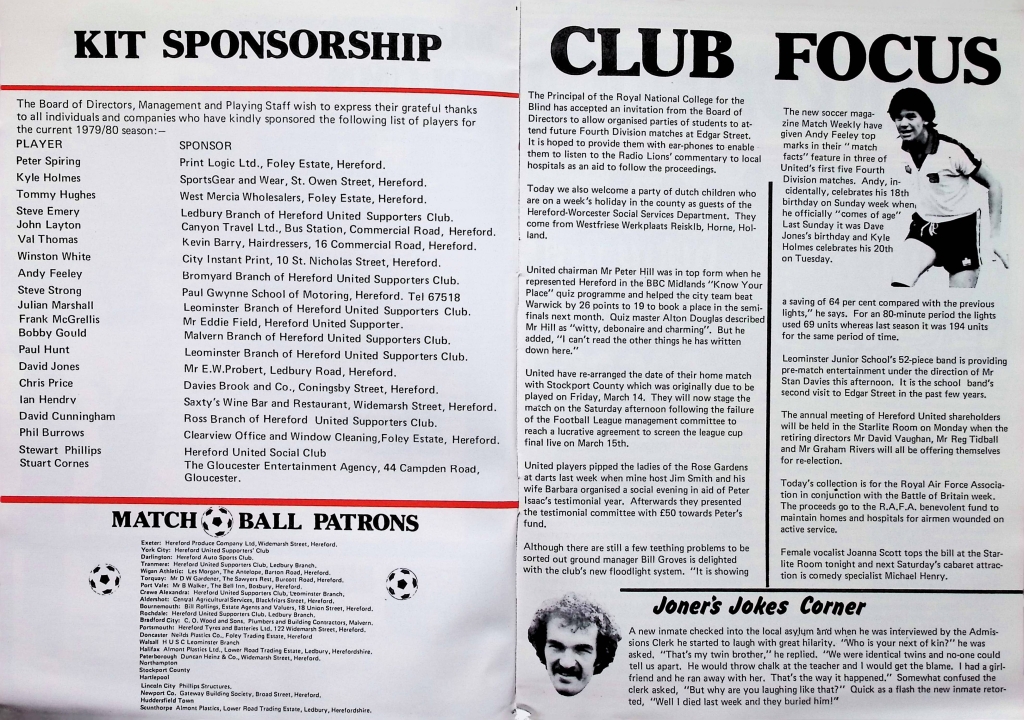 KIT SPONSORSHIP
The Board of Directors, Management and Playing Staff wish to express their grateful thanks
to all individuals and companies who have kindly sponsored the following list of players for
the current 1979/80 season:—
PLAYER SPONSOR
Peter Spiring Print Logic Ltd., Foley Estate, Hereford.
Kyle Holmes SportsGear and Wear, St. Owen Street, Hereford.
Tommy Hughes West Mercia Wholesalers, Foley Estate, Hereford.
Steve Emery Ledbury Branch of Hereford United Supporters Club.
John Layton Canyon Travel Ltd., Bus Station, Commercial Road, Hereford.
Val Thomas Kevin Barry, Hairdressers, 16 Commercial Road, Hereford.
Winston White City Instant Print, 10 St. Nicholas Street, Hereford.
Andy Feeley Bromyard Branch of Hereford United Supporters Club.
Steve Strong Paul Gwynne School of Motoring, Hereford. Tel 67518
Julian Marshall Leominster Branch of Hereford United Supporters Club.
Frank McGrellis Mr Eddie Field, Hereford United Supporter.
Bobby Gould Malvern Branch of Hereford United Supporters Club.
Paul Hunt Leominster Branch of Hereford United Supporters Club.
David Jones Mr E.W.Probert, Ledbury Road, Hereford.
Chris Price Davies Brook and Co., Coningsby Street, Hereford.
Ian Hendry Saxty's Wine Bar and Restaurant, Widemarsh Street, Hereford.
David Cunningham Ross Branch of Hereford United Supporters Club.
Phil Burrows Clearview Office and Window Cleaning,Foley Estate, Hereford.
Stewart Phillips Hereford United Social Club
Stuart Cornes The Gloucester Entertainment Agency, 44 Campden Road,
Gloucester.
MATCH BALL PATRONS
Exeter: Hereford Produce Company Ltd, Widemarsh Street, Hereford.
York City: Hereford United Supporters' Club
Darlington: Hereford Auto Sports Club.
Tranmere: Hereford United Supporters Club, Ledbury Branch.
Wigan Athletic: Les Morgan, The Antelope, Barton Road, Hereford.
Torquay: Mr D W Gardener, The Sawyers Rest, Burcott Road, Hereford.
Port Vale: Mr B Walker, The Bell Inn, Bosbury, Hereford.
Crewe Alexandra: Hereford United Supporters Club, Leominster Branch,
Aldershot: Central Agricultural Services, Blackfriars Street, Hereford.
Bournemouth: Bill Rollings, Estate Agents and Valuers, 18 Union Street, Hereford.
Rochdale: Hereford United Supporters Club, Ledbury Branch,
Bradford City: C. O. Wood and Sons, Plumbers and Building Contractors, Malvern.
Portsmouth: Hereford Tyres and Batteries Ltd, 122 Widemarsh Street, Hereford.
Doncaster Neilds Plastics Co., Foley Trading Estate, Hereford
Walsall H U S C Leominster Branch
Halifax Almont Plastics Ltd., Lower Road Trading Estate, Ledbury, Herefordshire.
Peterborough Duncan Heinz & Co., Widemarsh Street, Hereford.
Northampton
Stockport County
Hartlepool
Lincoln City Phillips Structures.
Newport Co. Gateway Building Society, Broad Street, Hereford.
Huddersfield Town
Scunthorpe Almont Plastics, Lower Road Trading Estate, Ledbury, Herefordshire.
CLUB FOCUS
The Principal of the Royal National College for the
Blind has accepted an invitation from the Board of
Directors to allow organised parties of students to at-
tend future Fourth Division matches at Edgar Street.
It is hoped to provide them with ear-phones to enable
them to listen to the Radio Lions' commentary to local
hospitals as an aid to follow the proceedings.
Today we also welcome a party of dutch children who
are on a week's holiday in the county as guests of the
Hereford-Worcester Social Services Department. They
come from Westfriese Werkplaats Reisklb, Horne, Hol-
land.
United chairman Mr Peter Hill was in top form when he
represented Hereford in the BBC Midlands "Know Your
Place" quiz programme and helped the city team beat
Warwick by 26 points to 19 to book a place in the semi-
finals next month. Quiz master Alton Douglas described
Mr Hill as "witty, debonaire and charming". But he
added, "I can't read the other things he has written
down here."
United have re-arranged the date of their home match
with Stockport County which was originally due to be
played on Friday, March 14. They will now stage the
match on the Saturday afternoon following the failure
of the Football League management committee to
reach a lucrative agreement to screen the league cup
final live on March 15th.
United players pipped the ladies of the Rose Gardens
at darts last week when mine host Jim Smith and his
wife Barbara organised a social evening in aid of Peter
Isaac's testimonial year. Afterwards they presented
the testimonial committee with £50 towards Peter's
fund.
Although there are still a few teething problems to be
sorted out ground manager Bill Groves is delighted
with the club's new floodlight system. "It is showing
The new soccer maga-
zine Match Weekly have
given Andy Feeley top
marks in their "match
facts" feature in three of
United's first five Fourth
Division matches. Andy, in-
cidentally, celebrates his 18th
birthday on Sunday week when
he officially "comes of age"
Last Sunday it was Dave
Jones's birthday and Kyle
Holmes celebrates his 20th
on Tuesday.
a saving of 64 per cent compared with the previous
lights," he says. For an 80-minute period the lights
used 69 units whereas last season it was 194 units
for the same period of time.
Leominster Junior School's 52-piece band is providing
pre-match entertainment under the direction of Mr
Stan Davies this afternoon. It is the school band's
second visit to Edgar Street in the past few years.
The annual meeting of Hereford United shareholders
will be held in the Starlite Room on Monday when the
retiring directors Mr David Vaughan, Mr Reg Tidball
and Mr Graham Rivers will all be offering themselves
for re-election.
Today's collection is for the Royal Air Force Associa-
tion in conjunction with the Battle of Britain week.
The proceeds go to the R.A.F.A. benevolent fund to
maintain homes and hospitals for airmen wounded on
active service.
Female vocalist Joanna Scott tops the bill at the Star-
lite Room tonight and next Saturday's cabaret attrac-
tion is comedy specialist Michael Henry.
Joner's Jokes Corner
A new inmate checked into the local asylum and when he was interviewed by the Admis-
sions Clerk he started to laugh with great hilarity. "Who is your next of kin?" he was
asked. "That's my twin brother," he replied. "We were identical twins and no-one could
tell us apart. He would throw chalk at the teacher and I would get the blame. I had a girl-
friend and he ran away with her. That's the way it happened." Somewhat confused the
clerk asked, "But why are you laughing like that?" Quick as a flash the new inmate retor-
ted, "Well I died last week and they buried him!"